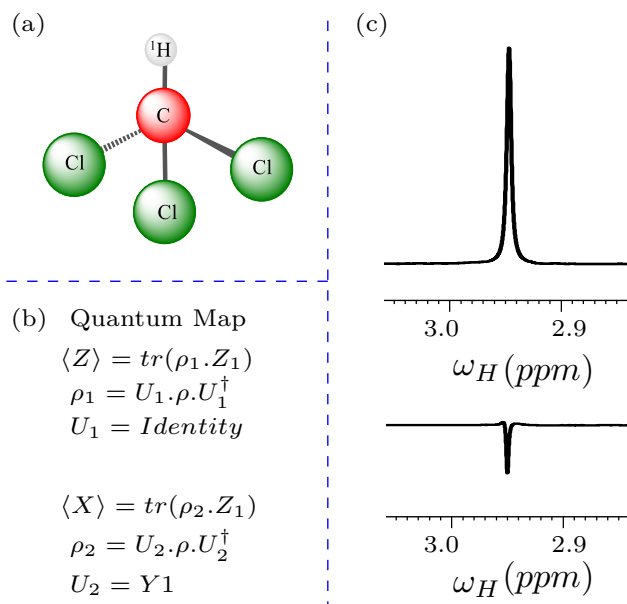 (a)
¹H
C
Cl
Cl
Cl
(b) Quantum Map
⟨Z⟩ = tr(ρ₁.Z₁)
ρ₁ = U₁.ρ.U₁†
U₁ = Identity
⟨X⟩ = tr(ρ₂.Z₁)
ρ₂ = U₂.ρ.U₂†
U₂ = Y1
(c)
3.0 2.9
ω_H(ppm)
3.0 2.9
ω_H(ppm)